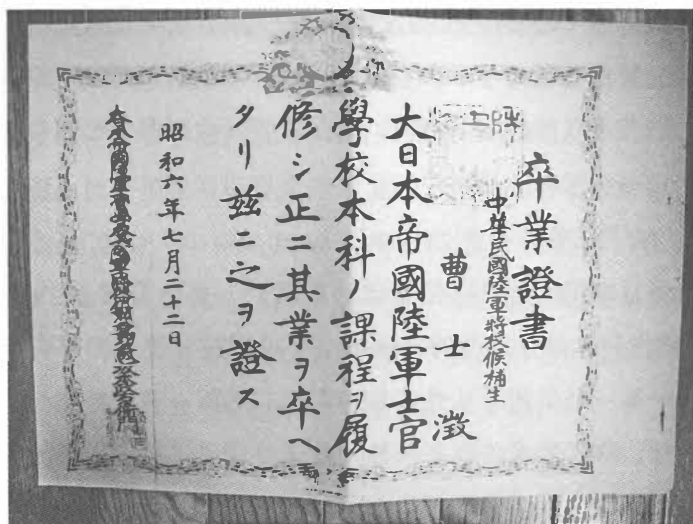 卒業證書
中華民國陸軍將校候補生
曹士澂
大日本帝國陸軍士官
學校本科ノ課程ヲ履
修シ正ニ其業ヲ卒ヘ
タリ玆ニ之ヲ證ス
昭和六年七月二十二日